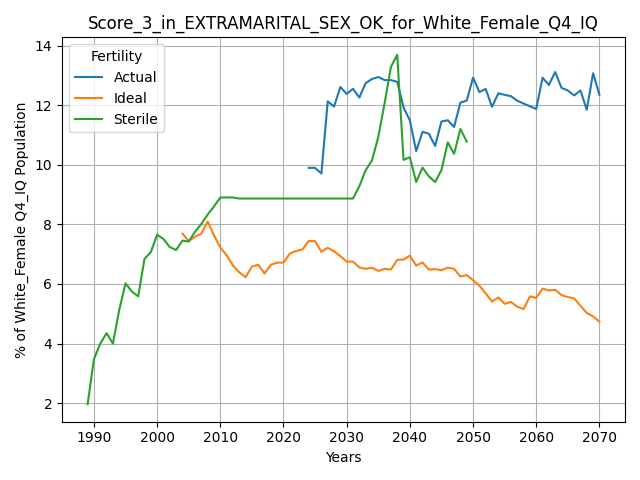 Score_3_in_EXTRAMARITAL_SEX_OK_for_White_Female_Q4_IQ
Fertility
Actual
Ideal
Sterile
% of White_Female Q4_IQ Population
14
12
10
8
6
4
2
1990 2000 2010 2020 2030 2040 2050 2060 2070
Years